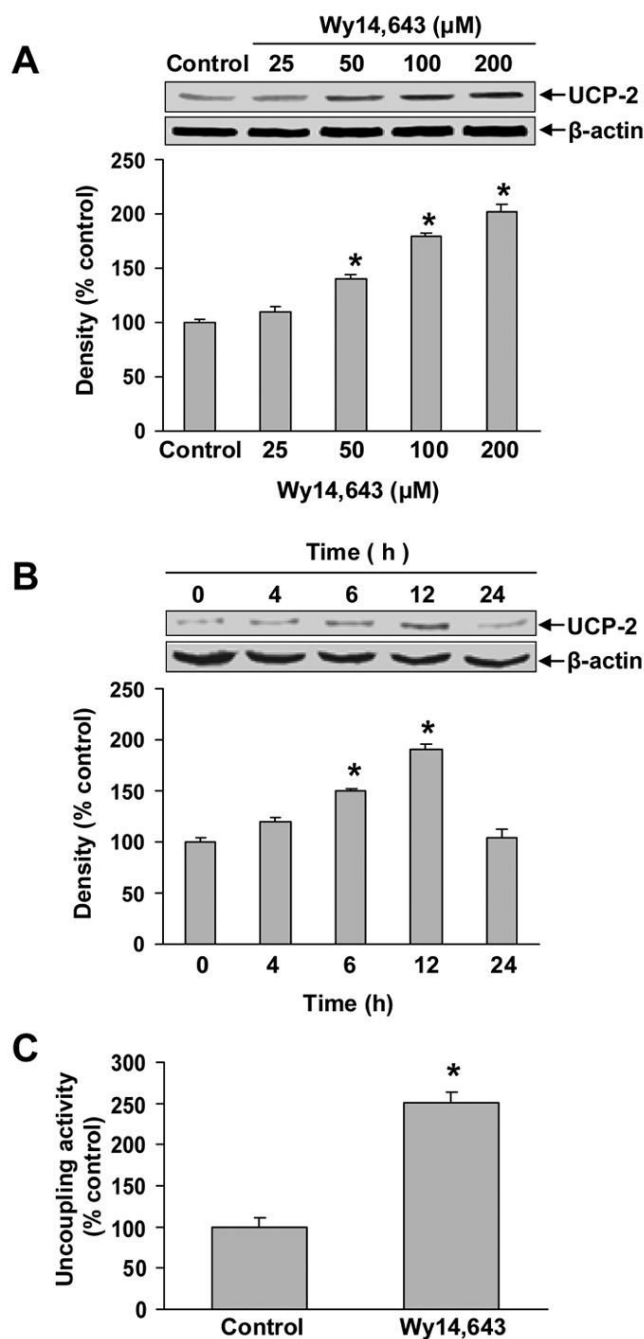 A
Wy14,643 (µM)
Control 25 50 100 200
UCP-2
β-actin
Density (% control)
250
200
150
100
50
0
*
*
*
Control 25 50 100 200
Wy14,643 (µM)
B
Time ( h )
0 4 6 12 24
UCP-2
β-actin
Density (% control)
250
200
150
100
50
0
*
*
0 4 6 12 24
Time (h)
C
Uncoupling activity
(% control)
300
250
200
150
100
50
0
*
Control Wy14,643